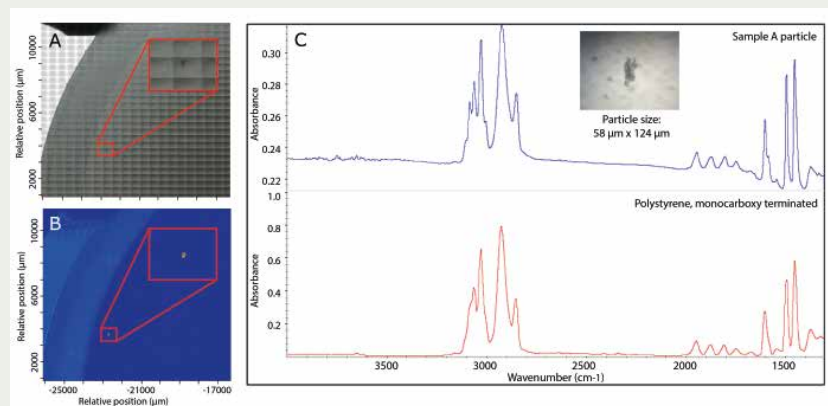 A
10000
6000
2000
Relative position (µm)
B
10000
6000
2000
Relative position (µm)
-25000
-21000
-17000
Relative position (µm)
C
Sample A particle
0.30
0.28
0.26
0.24
0.22
Absorbance
Particle size:
58 µm x 124 µm
Polystyrene, monocarboxy terminated
1.0
0.8
0.6
0.4
0.2
Absorbance
3500
3000
2500
2000
1500
Wavenumber (cm-1)